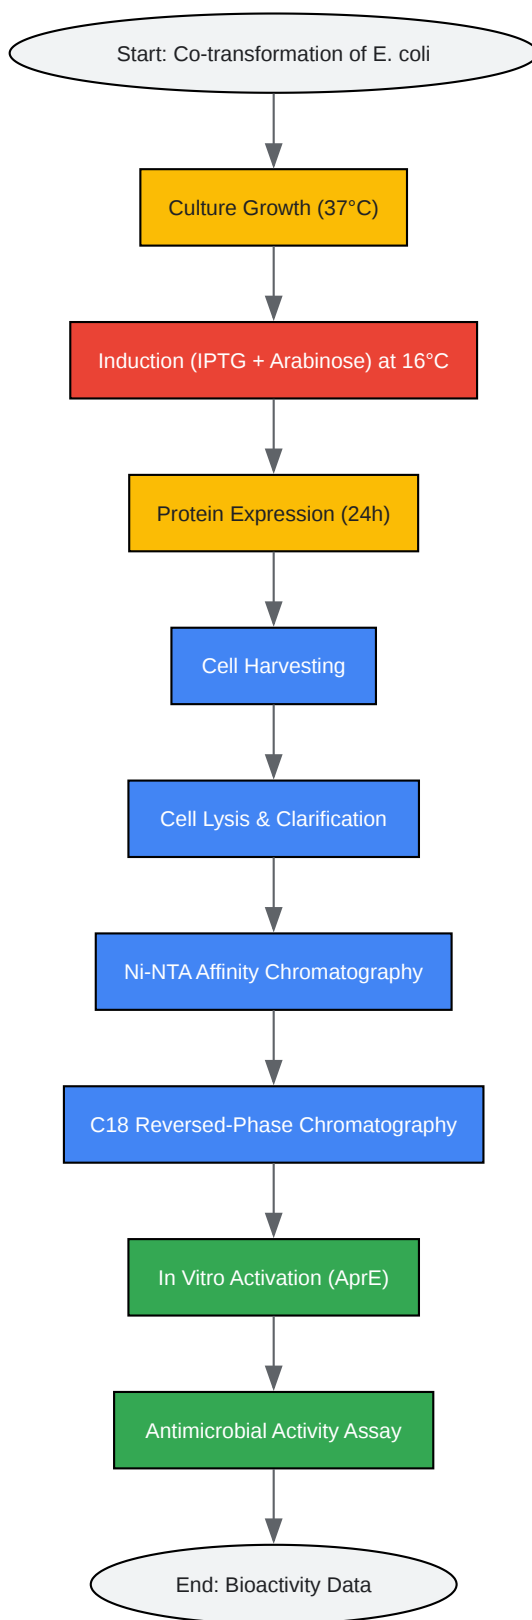 Start: Co-transformation of E. coli
Culture Growth (37°C)
Induction (IPTG + Arabinose) at 16°C
Protein Expression (24h)
Cell Harvesting
Cell Lysis & Clarification
Ni-NTA Affinity Chromatography
C18 Reversed-Phase Chromatography
In Vitro Activation (AprE)
Antimicrobial Activity Assay
End: Bioactivity Data